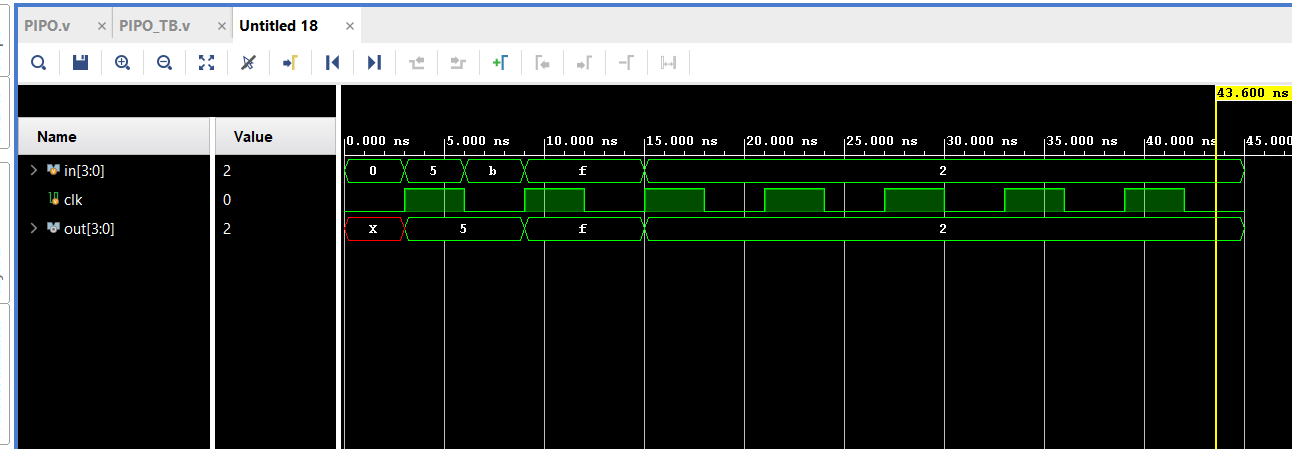 PIPO.v × PIPO_TB.v × Untitled 18 ×
43.600 ns
Name Value
0.000 ns 5.000 ns 10.000 ns 15.000 ns 20.000 ns 25.000 ns 30.000 ns 35.000 ns 40.000 ns 45.000
in[3:0] 2 0 5 b f 2
clk 0
out[3:0] 2 X 5 f 2